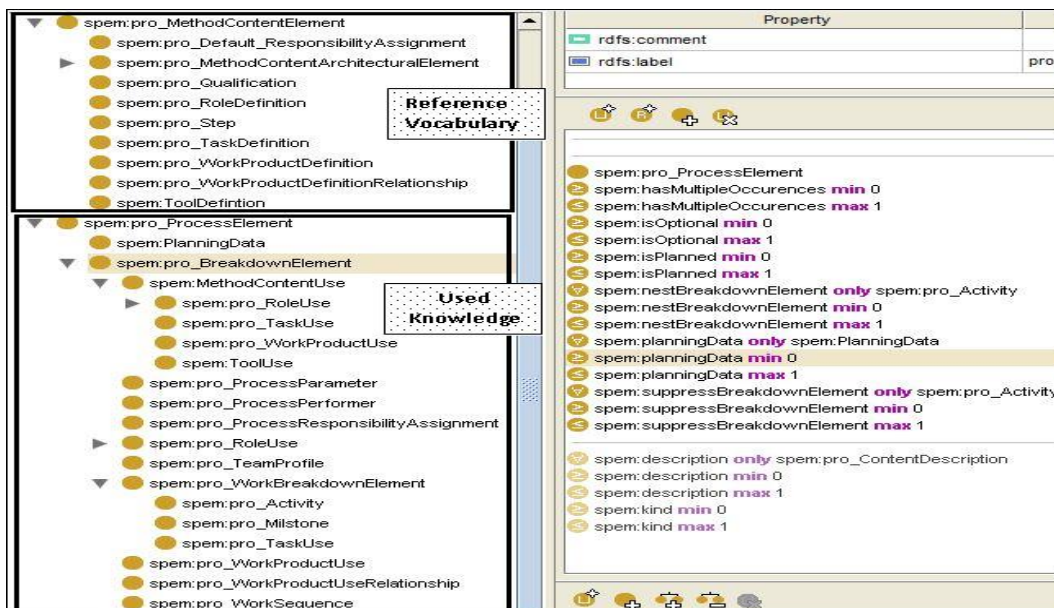 spem:pro_MethodContentElement
spem:pro_Default_ResponsibilityAssignment
spem:pro_MethodContentArchitecturalElement
spem:pro_Qualification
spem:pro_RoleDefinition
spem:pro_Step
spem:pro_TaskDefinition
spem:pro_WorkProductDefinition
spem:pro_WorkProductDefinitionRelationship
spem:ToolDefintion
Reference
Vocabulary
spem:pro_ProcessElement
spem:PlanningData
spem:pro_BreakdownElement
spem:MethodContentUse
spem:pro_RoleUse
spem:pro_TaskUse
spem:pro_WorkProductUse
spem:ToolUse
spem:pro_ProcessParameter
spem:pro_ProcessPerformer
spem:pro_ProcessResponsibilityAssignment
spem:pro_RoleUse
spem:pro_TeamProfile
spem:pro_WorkBreakdownElement
spem:pro_Activity
spem:pro_Milstone
spem:pro_TaskUse
spem:pro_WorkProductUse
spem:pro_WorkProductUseRelationship
spem:pro_WorkSequence
Used
Knowledge
Property
rdfs:comment
rdfs:label pro
spem:pro_ProcessElement
spem:hasMultipleOccurences min 0
spem:hasMultipleOccurences max 1
spem:isOptional min 0
spem:isOptional max 1
spem:isPlanned min 0
spem:isPlanned max 1
spem:nestBreakdownElement only spem:pro_Activity
spem:nestBreakdownElement min 0
spem:nestBreakdownElement max 1
spem:planningData only spem:PlanningData
spem:planningData min 0
spem:planningData max 1
spem:suppressBreakdownElement only spem:pro_Activity
spem:suppressBreakdownElement min 0
spem:suppressBreakdownElement max 1
spem:description only spem:pro_ContentDescription
spem:description min 0
spem:description max 1
spem:kind min 0
spem:kind max 1